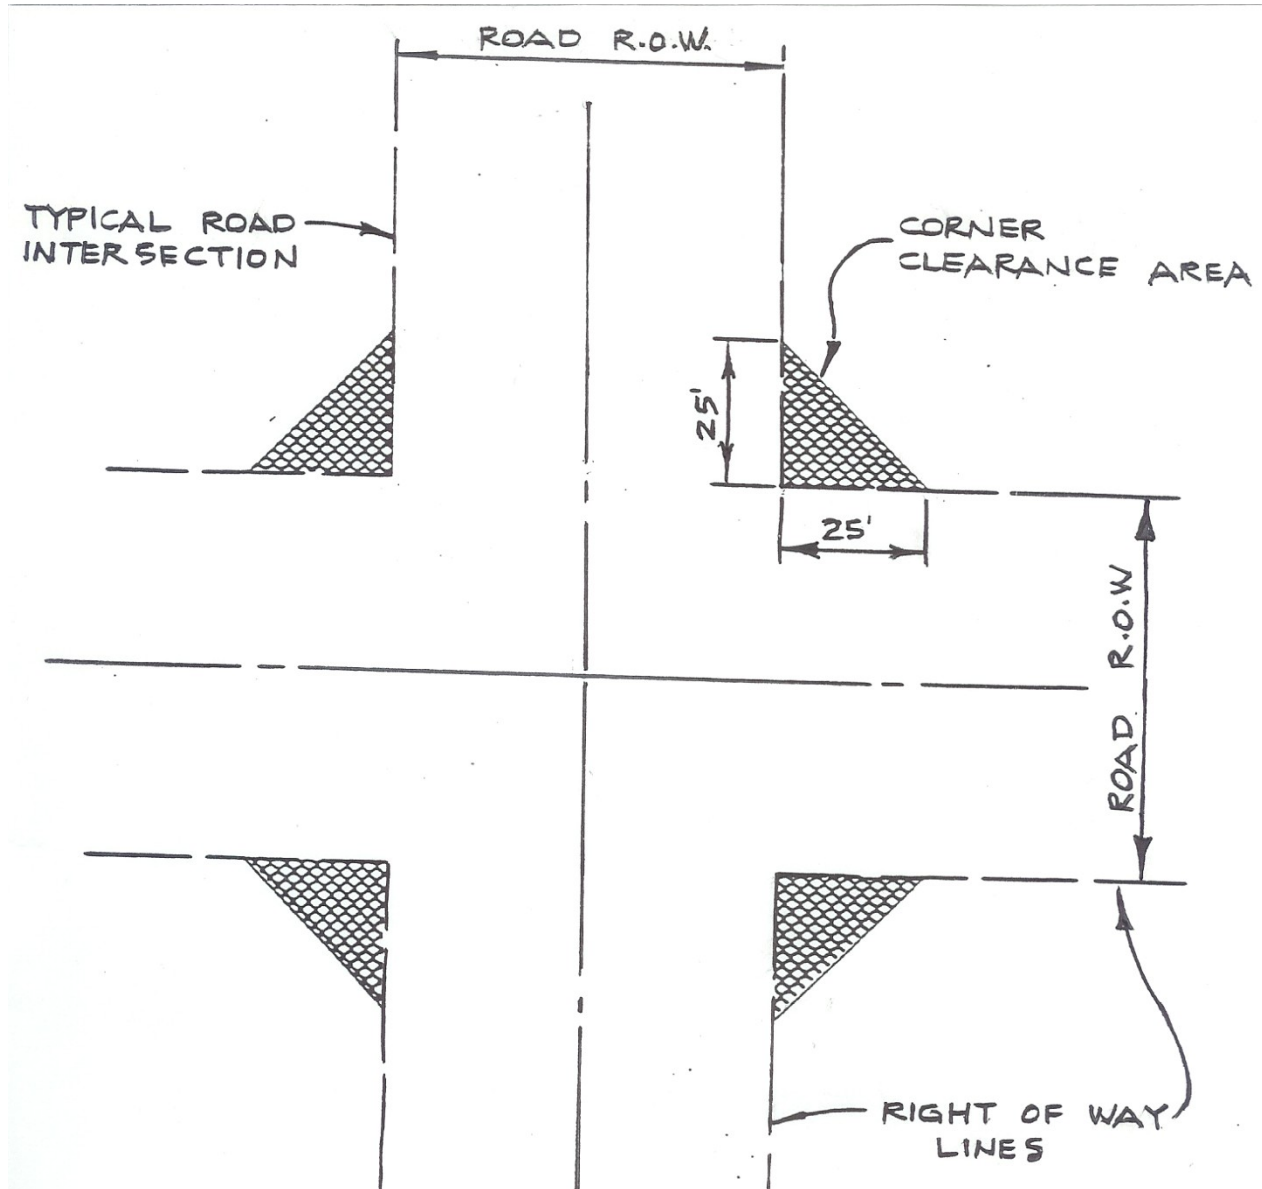 ROAD R.O.W.
TYPICAL ROAD
INTERSECTION
CORNER
CLEARANCE AREA
25'
25'
ROAD R.O.W
RIGHT OF WAY
LINES